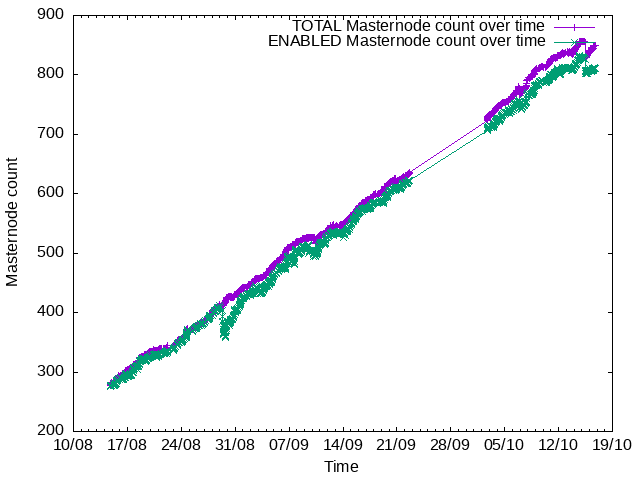 900
800
700
600
500
400
300
200
TOTAL Masternode count over time
ENABLED Masternode count over time
Masternode count
10/08 17/08 24/08 31/08 07/09 14/09 21/09 28/09 05/10 12/10 19/10
Time